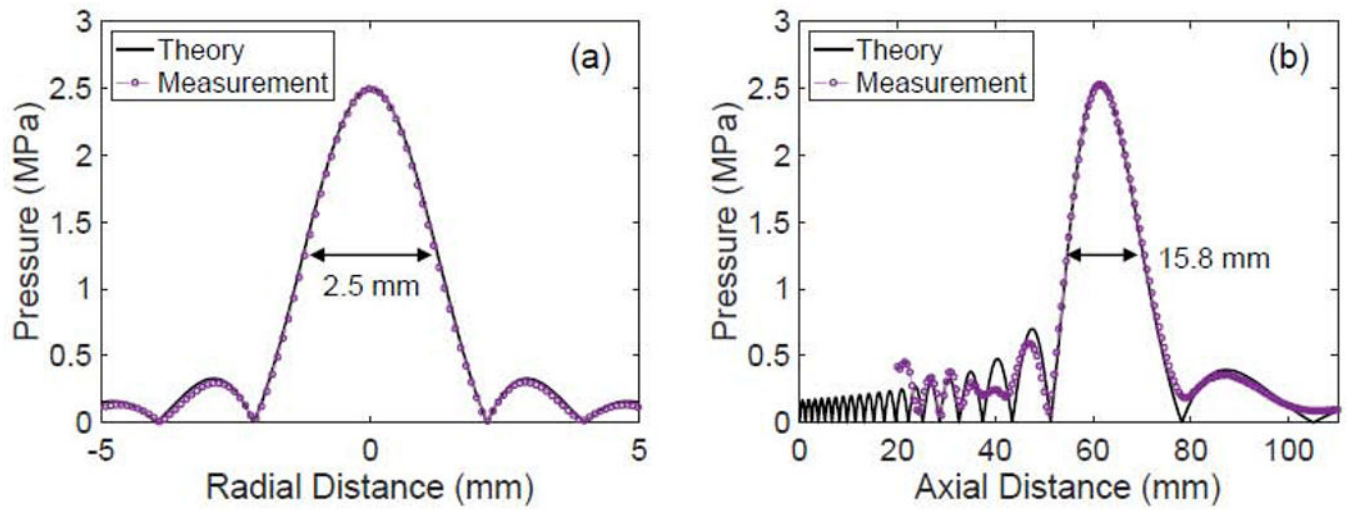 Theory
Measurement
(a)
2.5 mm
3
2.5
2
1.5
1
0.5
0
-5
0
5
Pressure (MPa)
Radial Distance (mm)
Theory
Measurement
(b)
15.8 mm
3
2.5
2
1.5
1
0.5
0
0
20
40
60
80
100
Pressure (MPa)
Axial Distance (mm)